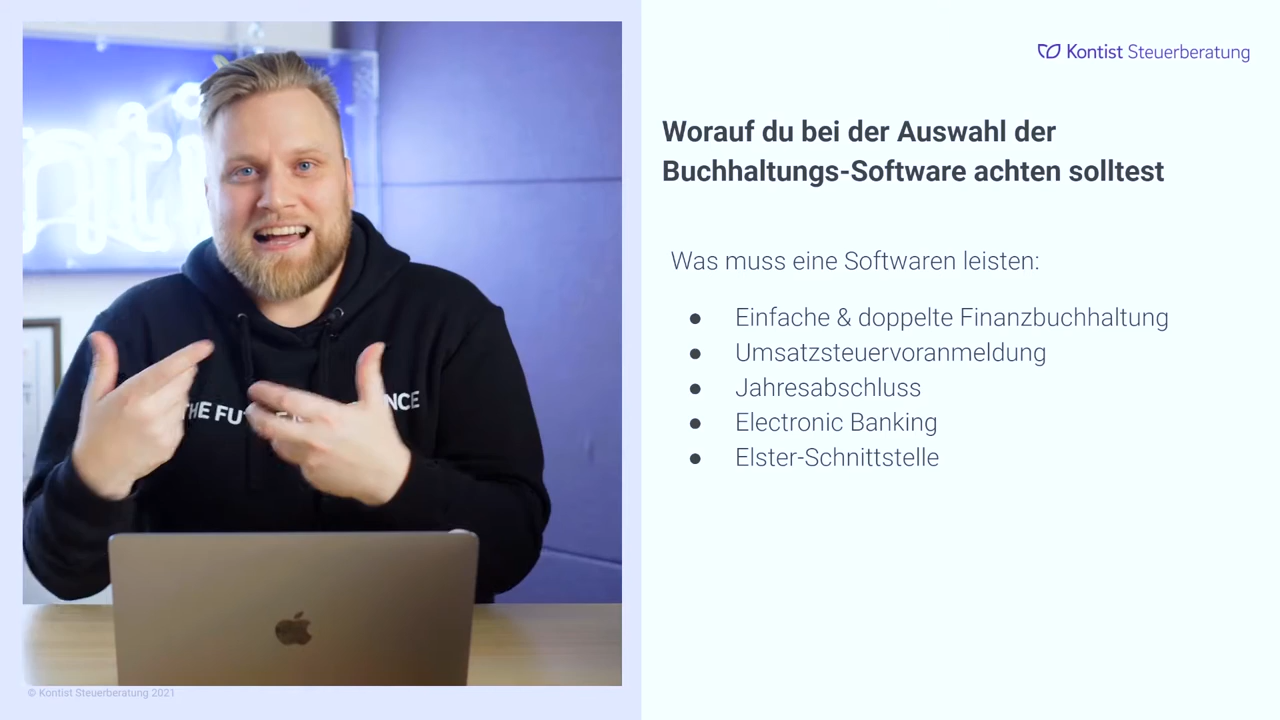 Kontist Steuerberatung
Worauf du bei der Auswahl der
Buchhaltungs-Software achten solltest
Was muss eine Softwaren leisten:
● Einfache & doppelte Finanzbuchhaltung
● Umsatzsteuervoranmeldung
● Jahresabschluss
● Electronic Banking
● Elster-Schnittstelle
THE
© Kontist Steuerberatung 2021